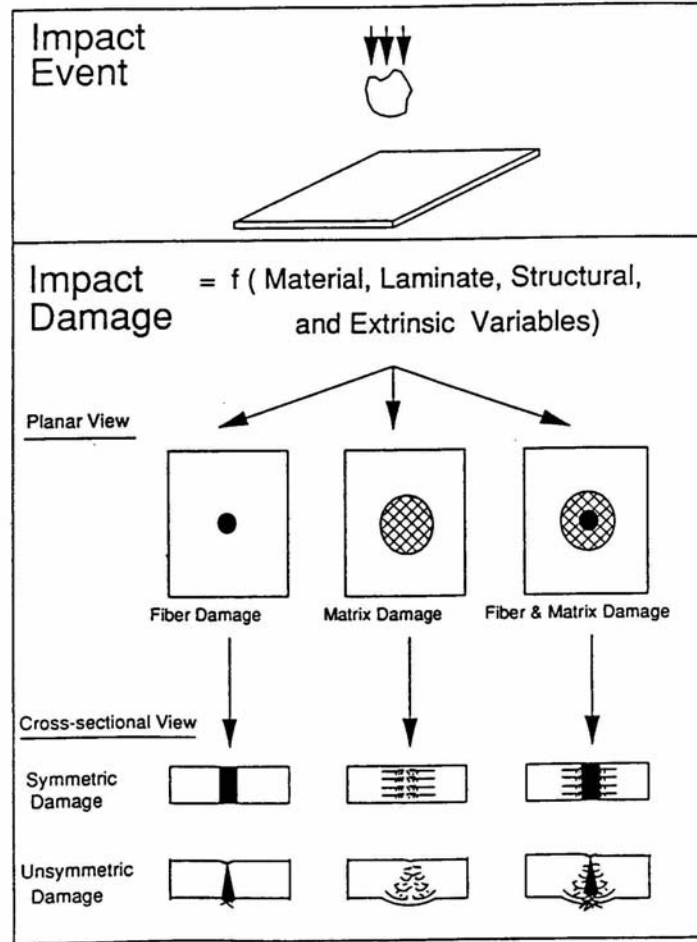 Impact
Event
Impact
Damage
= f ( Material, Laminate, Structural,
and Extrinsic Variables)
Planar View
Fiber Damage
Matrix Damage
Fiber & Matrix Damage
Cross-sectional View
Symmetric
Damage
Unsymmetric
Damage